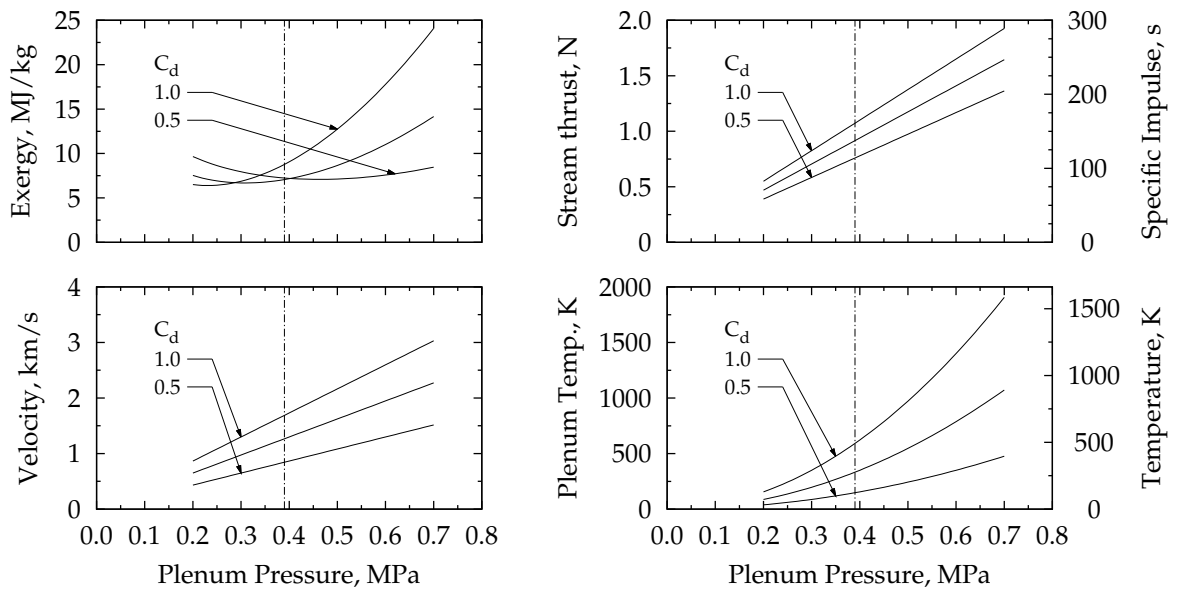 Exergy, MJ/kg
25
20
15
10
5
0
C_d
1.0
0.5
Stream thrust, N
2.0
1.5
1.0
0.5
0
C_d
1.0
0.5
300
200
100
0
Specific Impulse, s
Velocity, km/s
4
3
2
1
0
C_d
1.0
0.5
0.0 0.1 0.2 0.3 0.4 0.5 0.6 0.7 0.8
Plenum Pressure, MPa
Plenum Temp., K
2000
1500
1000
500
0
C_d
1.0
0.5
1500
1000
500
0
Temperature, K
0.0 0.1 0.2 0.3 0.4 0.5 0.6 0.7 0.8
Plenum Pressure, MPa